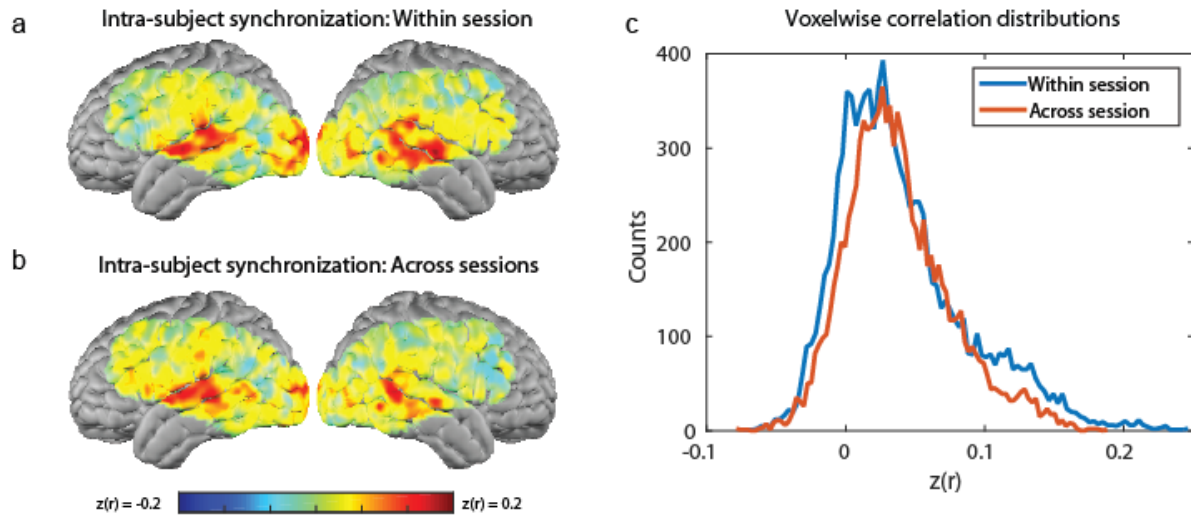 a
Intra-subject synchronization: Within session
b
Intra-subject synchronization: Across sessions
z(r) = -0.2
z(r) = 0.2
c
Voxelwise correlation distributions
Within session
Across session
400
300
200
100
0
Counts
-0.1
0
0.1
0.2
z(r)